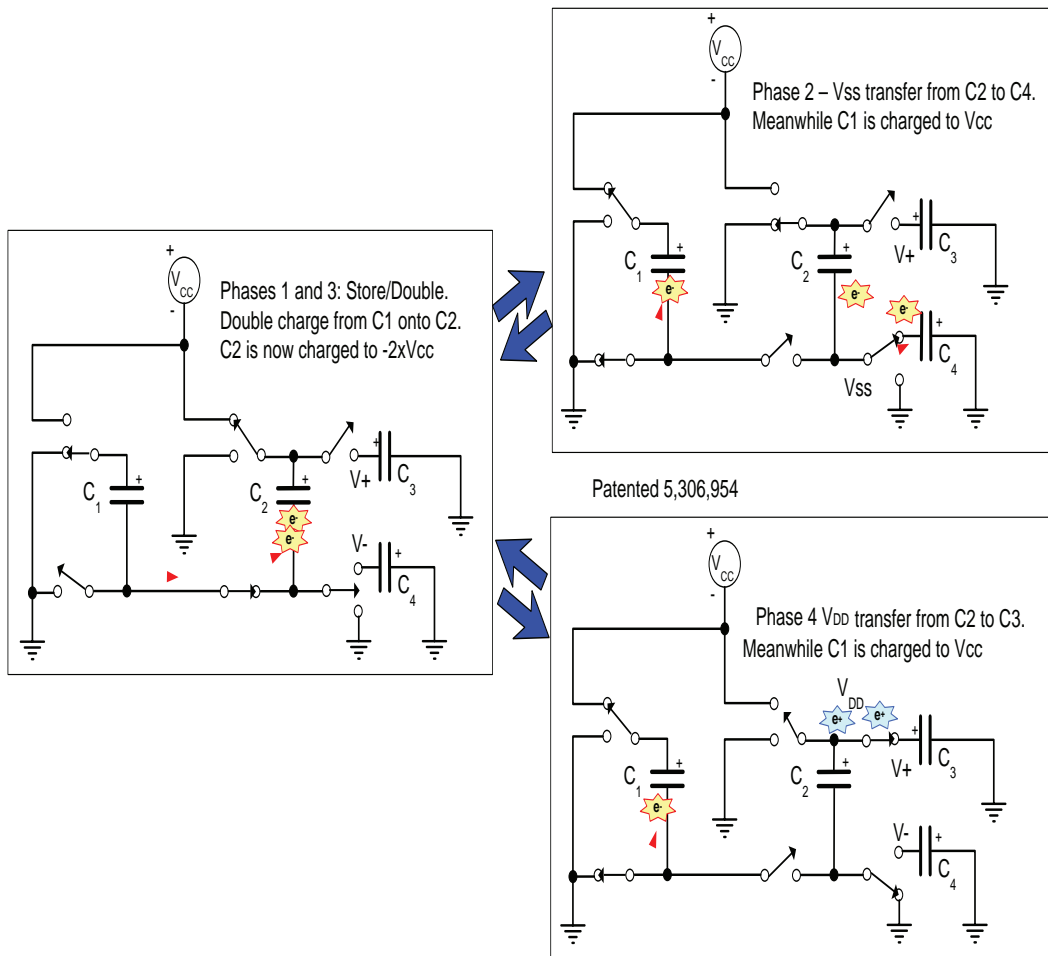 +
VCC
-
Phase 2 – Vss transfer from C2 to C4.
Meanwhile C1 is charged to Vcc
C1
+
e-
C2
+
e-
V+
+
C3
e-
+
C4
Vss
+
VCC
-
Phases 1 and 3: Store/Double.
Double charge from C1 onto C2.
C2 is now charged to -2xVcc
C1
+
C2
+
e-
e-
V+
+
C3
V-
+
C4
Patented 5,306,954
+
VCC
-
Phase 4 VDD transfer from C2 to C3.
Meanwhile C1 is charged to Vcc
VDD
e+
e+
C1
+
e-
C2
+
V+
+
C3
V-
+
C4